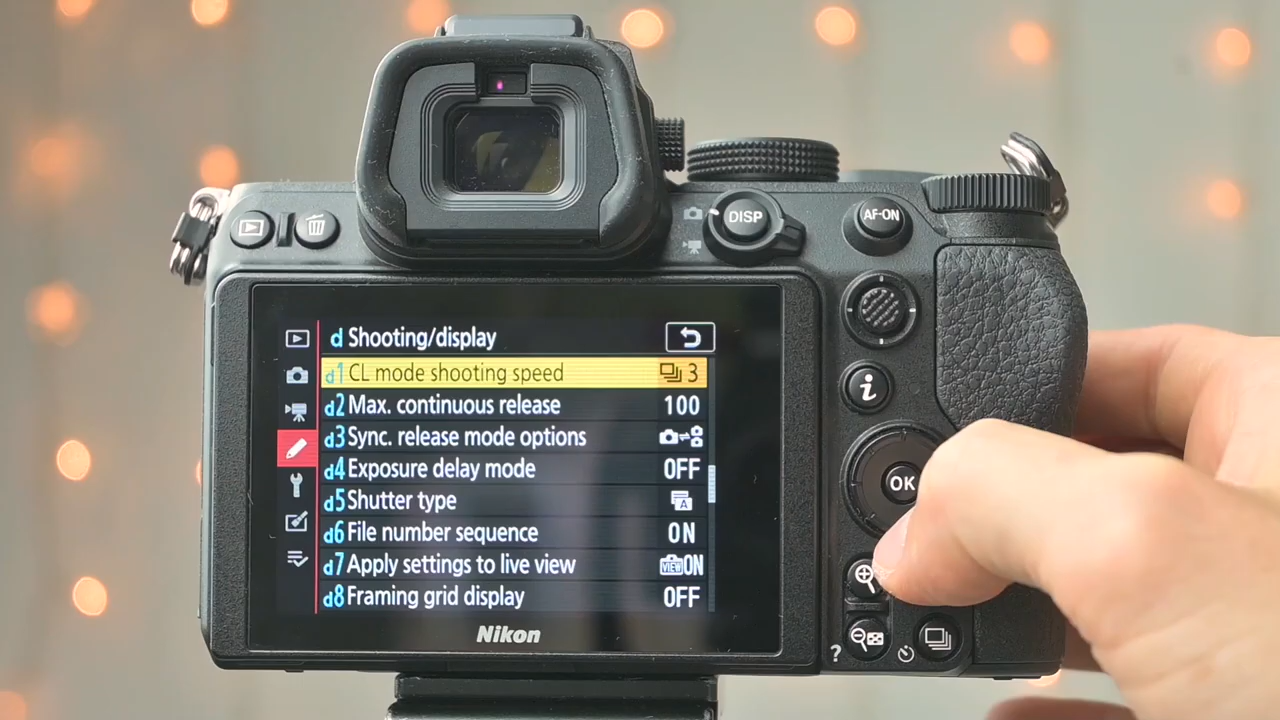 DISP
AF-ON
d Shooting/display
d1 CL mode shooting speed 3
d2 Max. continuous release 100
d3 Sync. release mode options
d4 Exposure delay mode OFF
d5 Shutter type A
d6 File number sequence ON
d7 Apply settings to live view VIEW ON
d8 Framing grid display OFF
i
OK
Nikon
?